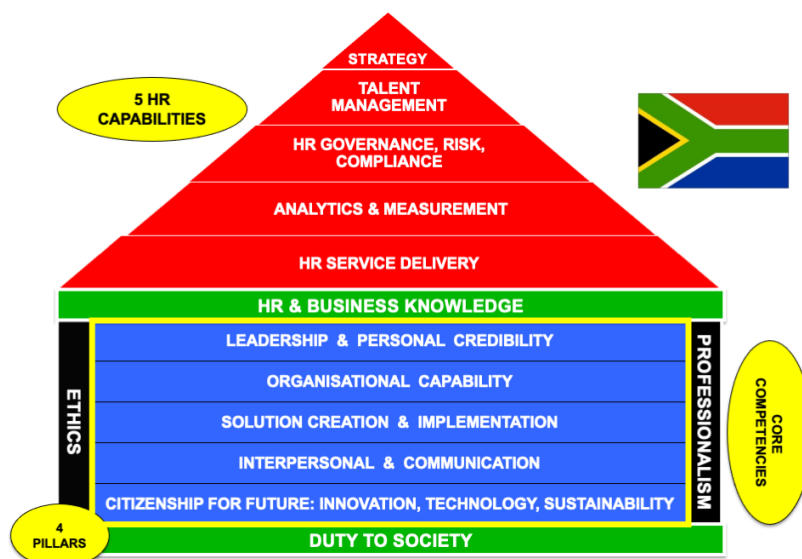 STRATEGY
TALENT
MANAGEMENT
5 HR
CAPABILITIES
HR GOVERNANCE, RISK,
COMPLIANCE
ANALYTICS & MEASUREMENT
HR SERVICE DELIVERY
HR & BUSINESS KNOWLEDGE
ETHICS
LEADERSHIP & PERSONAL CREDIBILITY
ORGANISATIONAL CAPABILITY
SOLUTION CREATION & IMPLEMENTATION
INTERPERSONAL & COMMUNICATION
CITIZENSHIP FOR FUTURE: INNOVATION, TECHNOLOGY, SUSTAINABILITY
PROFESSIONALISM
CORE
COMPETENCIES
4
PILLARS
DUTY TO SOCIETY